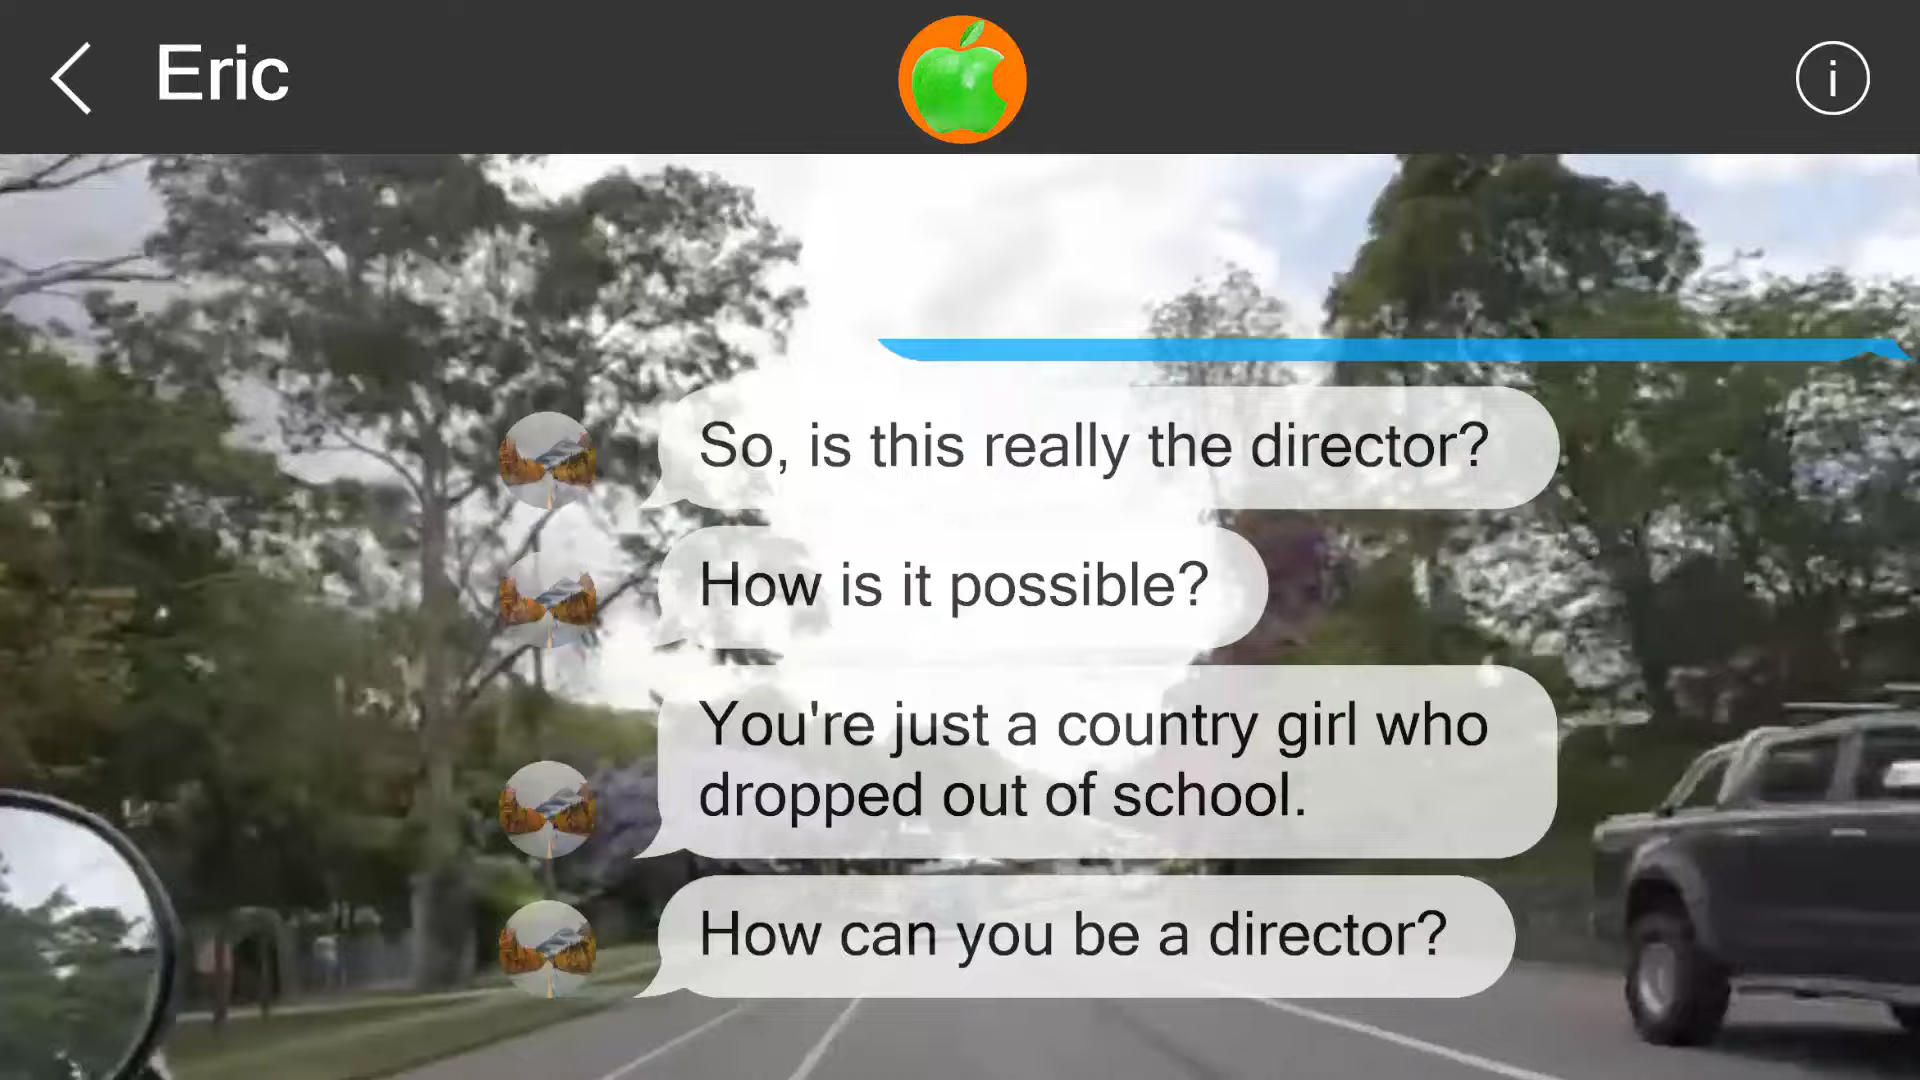 Eric
So, is this really the director?
How is it possible?
You're just a country girl who
dropped out of school.
How can you be a director?